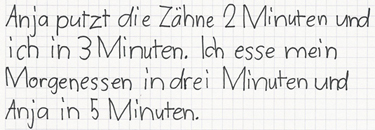 Anja putzt die Zähne 2 Minuten und
ich in 3 Minuten. Ich esse mein
Morgenessen in drei Minuten und
Anja in 5 Minuten.